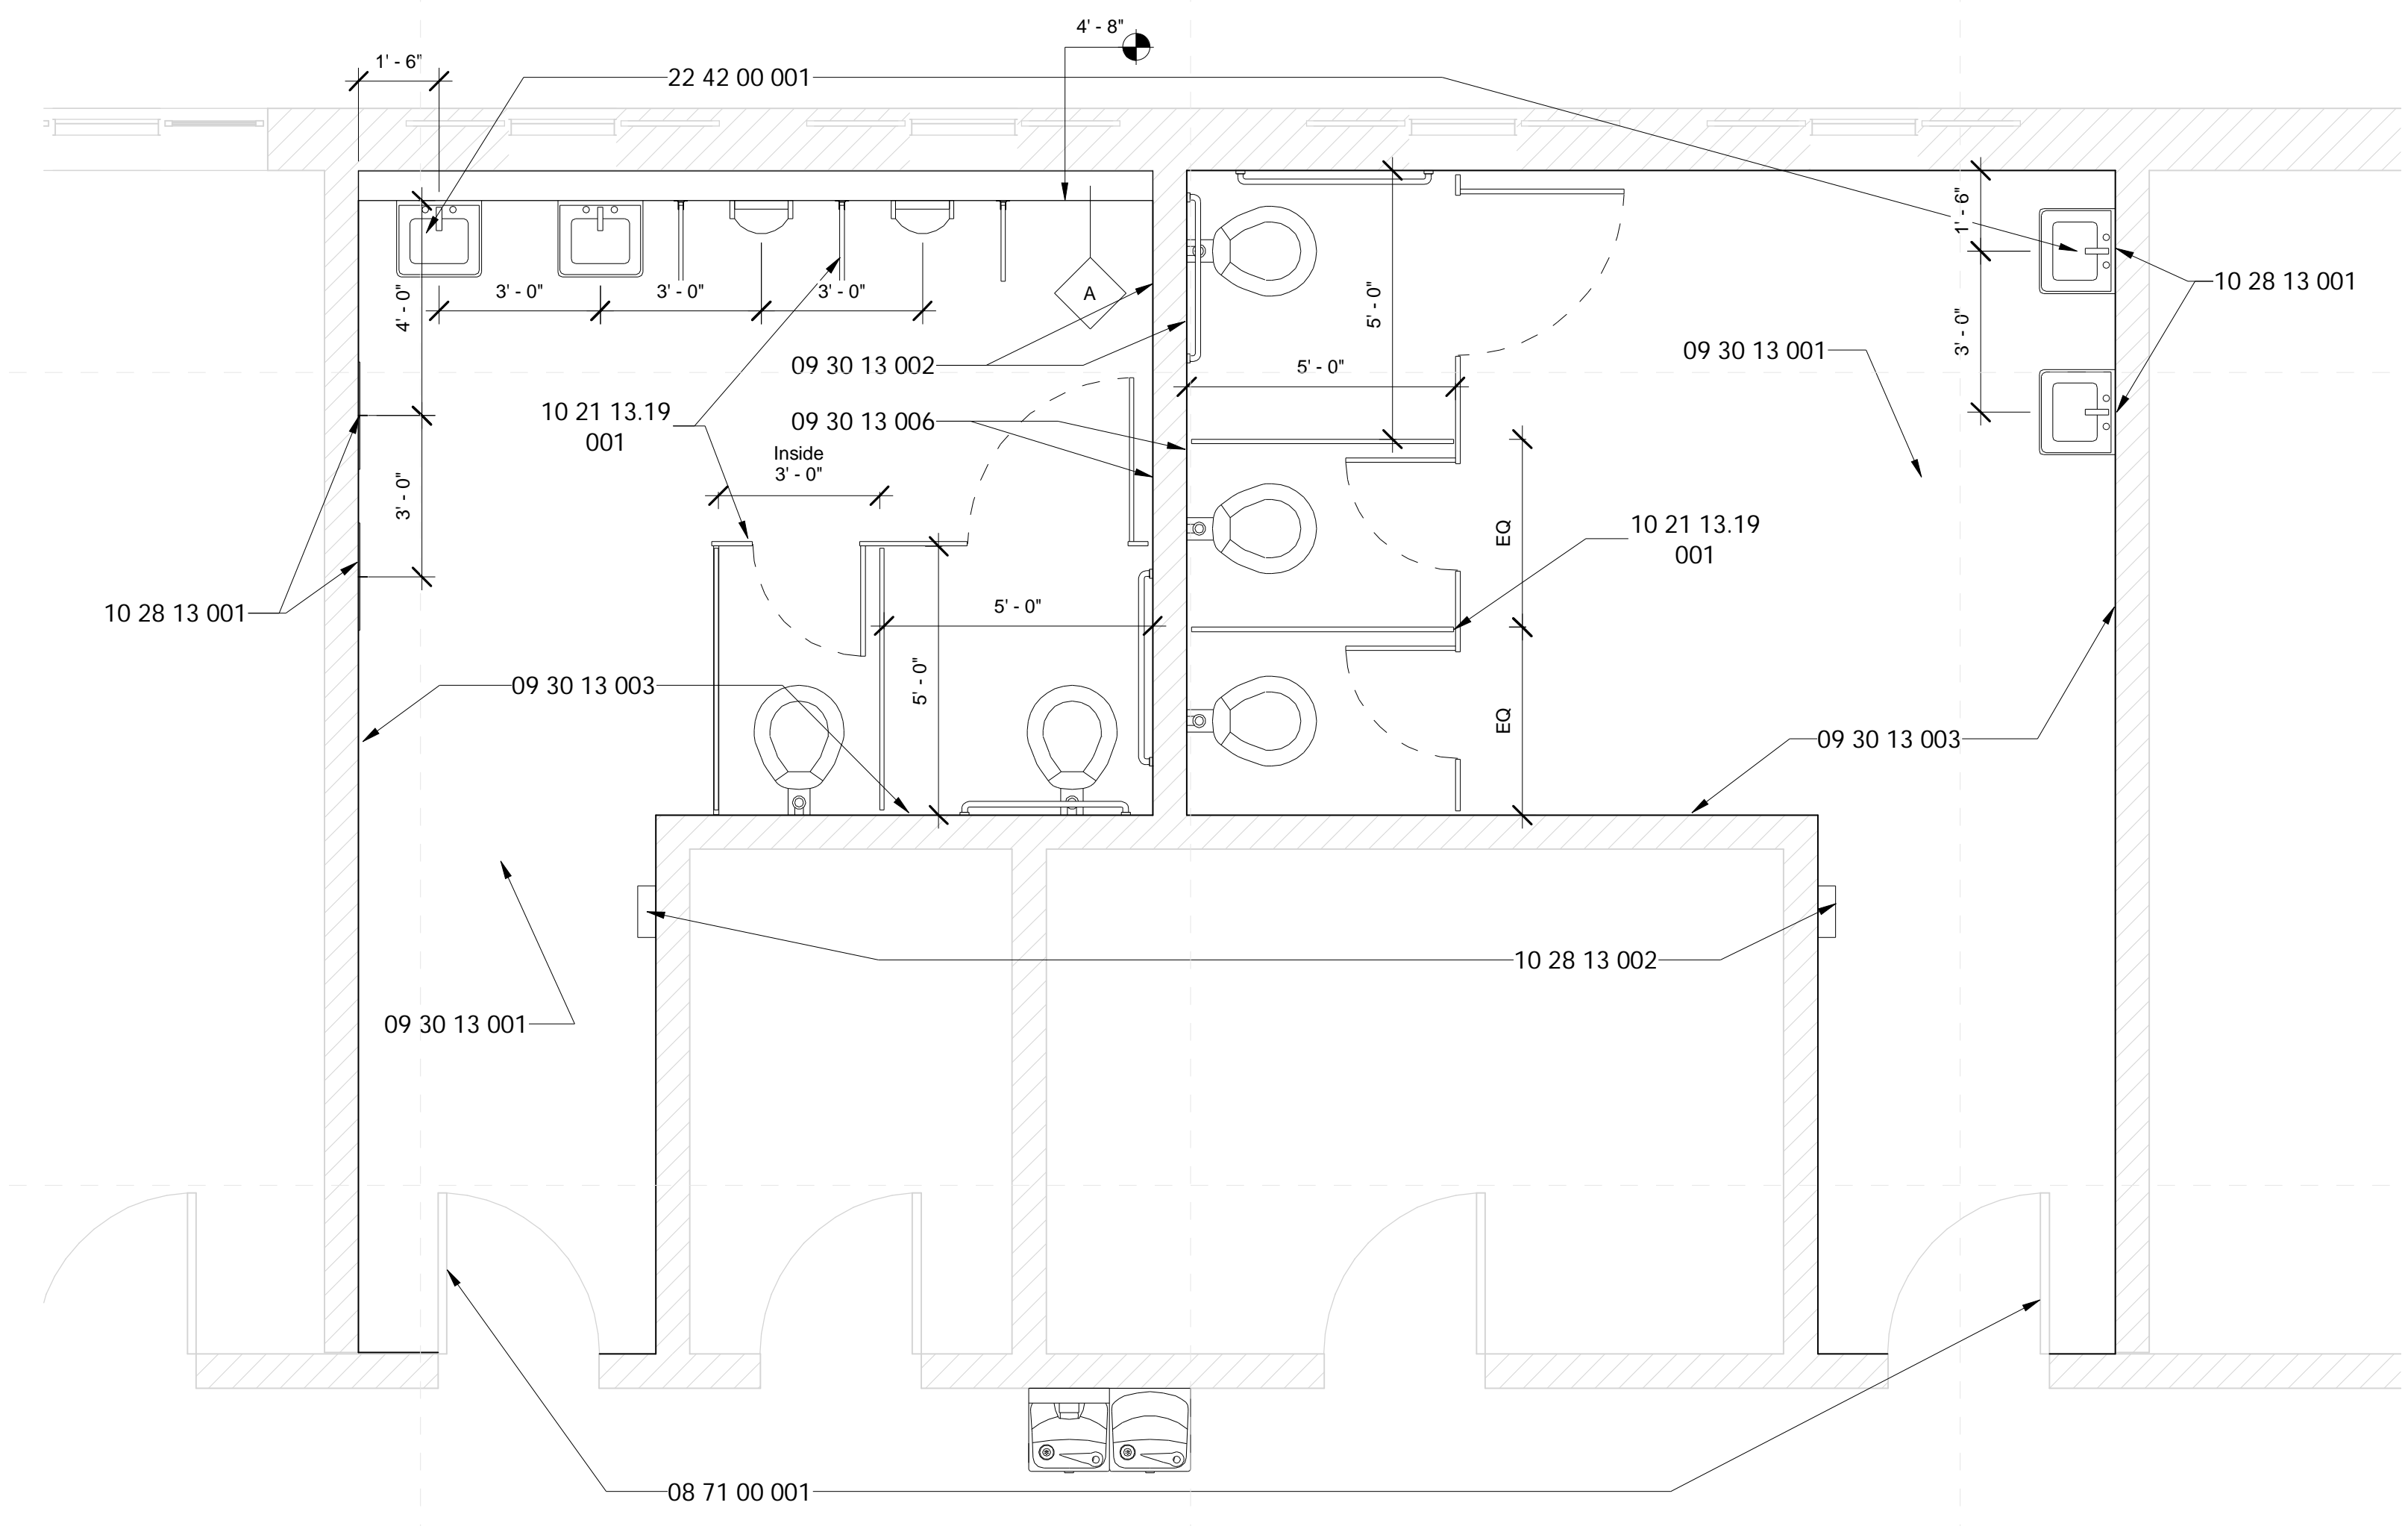 4' - 8"
1' - 6"
22 42 00 001
1' - 6"
10 28 13 001
A
3' - 0"
3' - 0"
3' - 0"
4' - 0"
5' - 0"
3' - 0"
09 30 13 001
09 30 13 002
5' - 0"
10 21 13.19
001
09 30 13 006
Inside
3' - 0"
3' - 0"
EQ
10 21 13.19
001
10 28 13 001
5' - 0"
09 30 13 003
5' - 0"
EQ
09 30 13 003
10 28 13 002
09 30 13 001
08 71 00 001